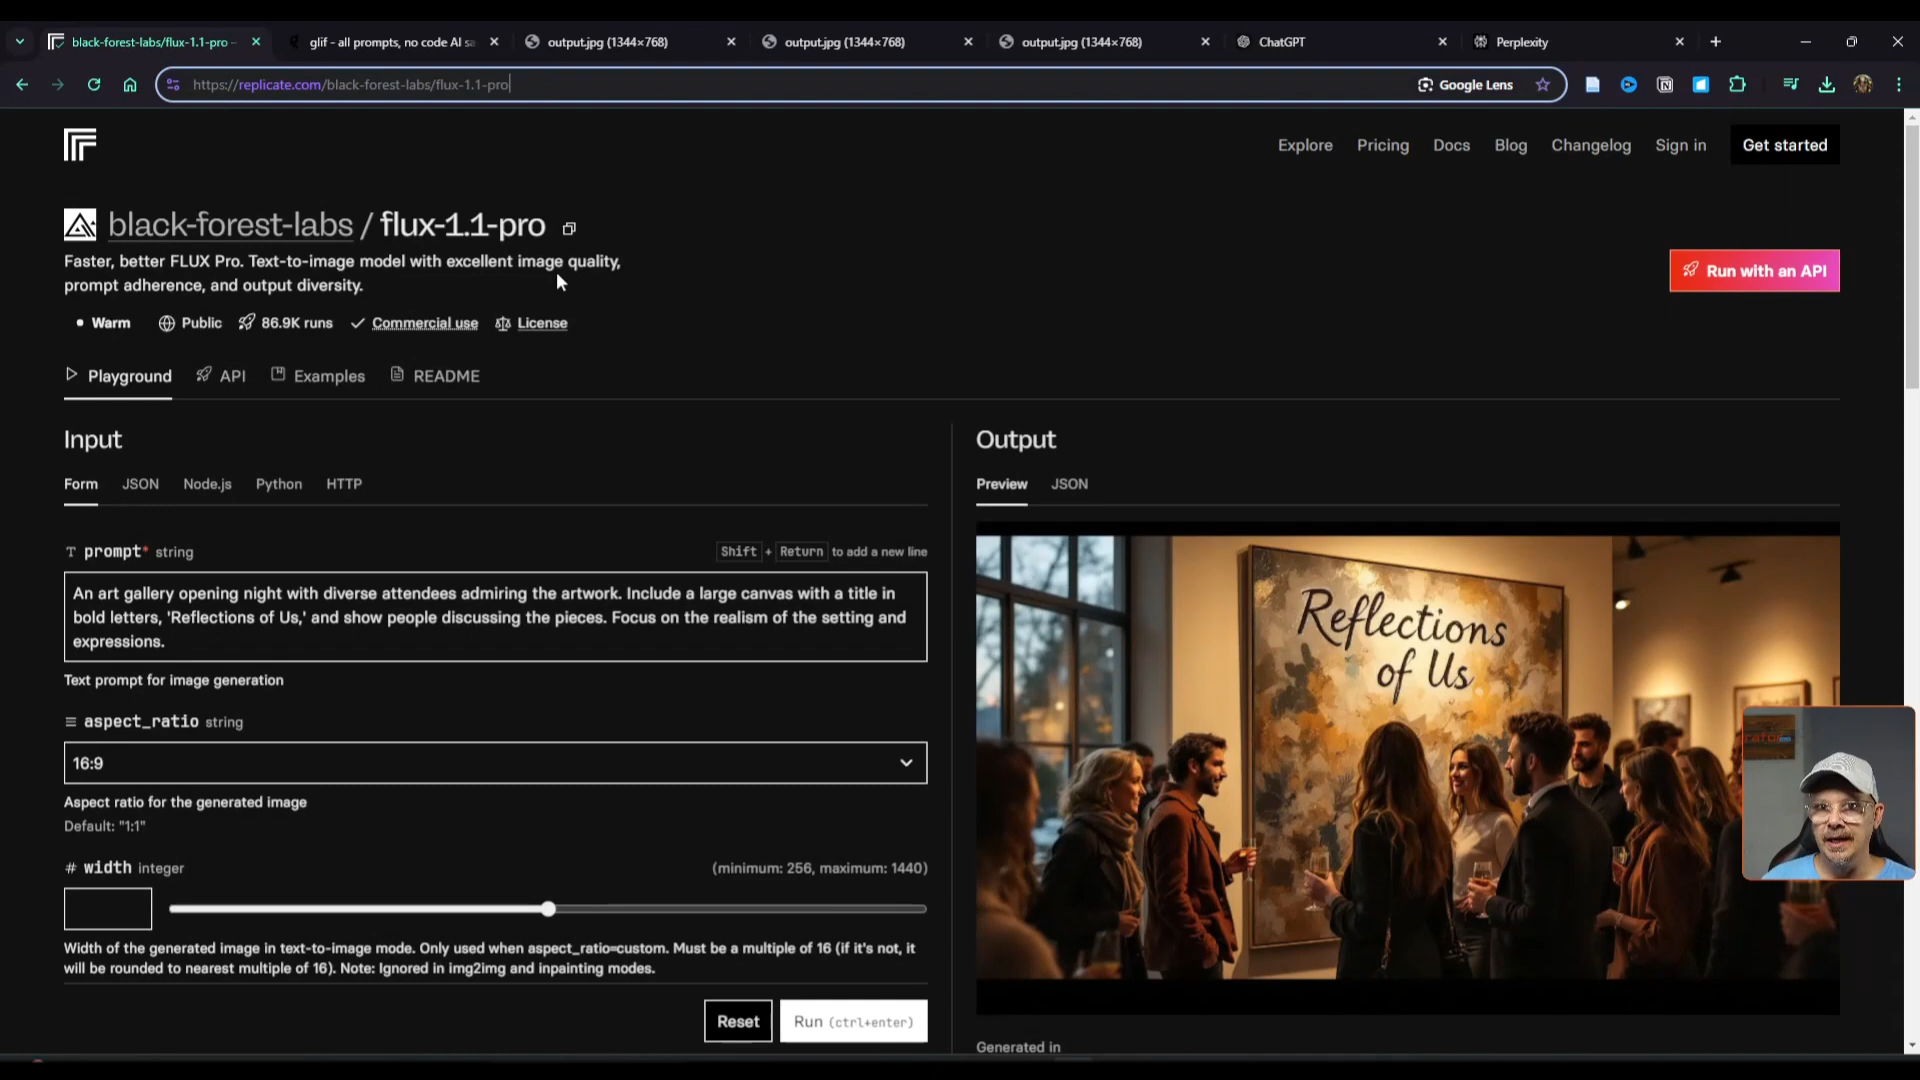 black-forest-labs/flux-1.1-pro -
glif - all prompts, no code AI sa
output.jpg (1344×768)
output.jpg (1344×768)
output.jpg (1344×768)
ChatGPT
Perplexity
https://replicate.com/black-forest-labs/flux-1.1-pro
Google Lens
Explore
Pricing
Docs
Blog
Changelog
Sign in
Get started
black-forest-labs / flux-1.1-pro
Faster, better FLUX Pro. Text-to-image model with excellent image quality,
prompt adherence, and output diversity.
Run with an API
Warm
Public
86.9K runs
Commercial use
License
Playground
API
Examples
README
Input
Form
JSON
Node.js
Python
HTTP
prompt* string
Shift + Return to add a new line
An art gallery opening night with diverse attendees admiring the artwork. Include a large canvas with a title in
bold letters, 'Reflections of Us,' and show people discussing the pieces. Focus on the realism of the setting and
expressions.
Text prompt for image generation
aspect_ratio string
16:9
Aspect ratio for the generated image
Default: "1:1"
# width integer
(minimum: 256, maximum: 1440)
Width of the generated image in text-to-image mode. Only used when aspect_ratio=custom. Must be a multiple of 16 (if it's not, it
will be rounded to nearest multiple of 16). Note: Ignored in img2img and inpainting modes.
Reset
Run (ctrl+enter)
Output
Preview
JSON
Reflections
of Us
Generated in